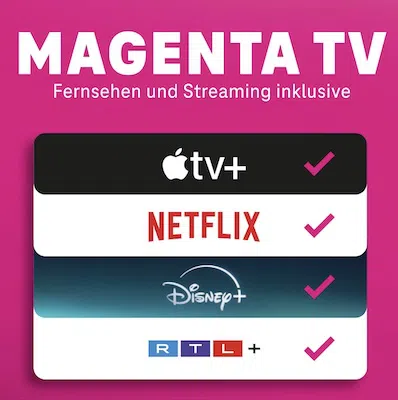 MAGENTA TV
Fernsehen und Streaming inklusive
tv+
NETFLIX
Disney+
RTL+